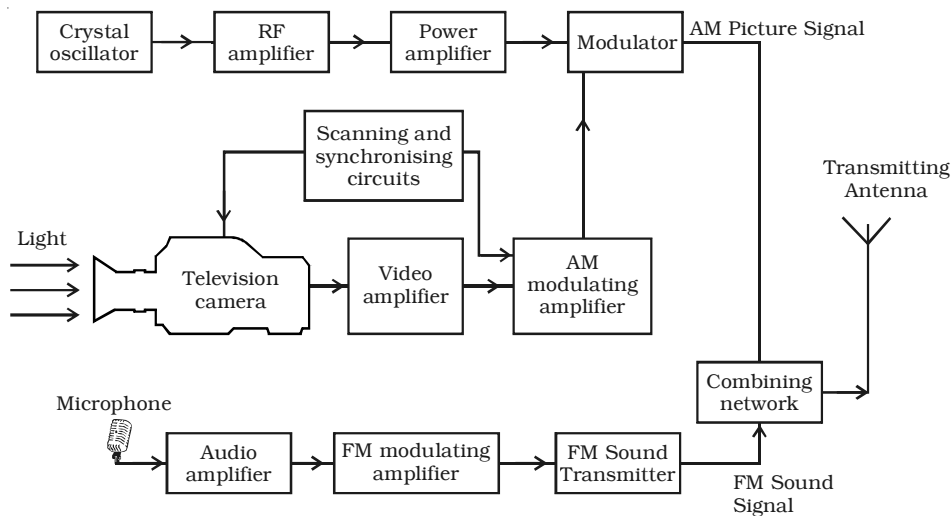 Crystal
oscillator
RF
amplifier
Power
amplifier
Modulator
AM Picture Signal
Scanning and
synchronising
circuits
Transmitting
Antenna
Light
Television
camera
Video
amplifier
AM
modulating
amplifier
Combining
network
Microphone
Audio
amplifier
FM modulating
amplifier
FM Sound
Transmitter
FM Sound
Signal